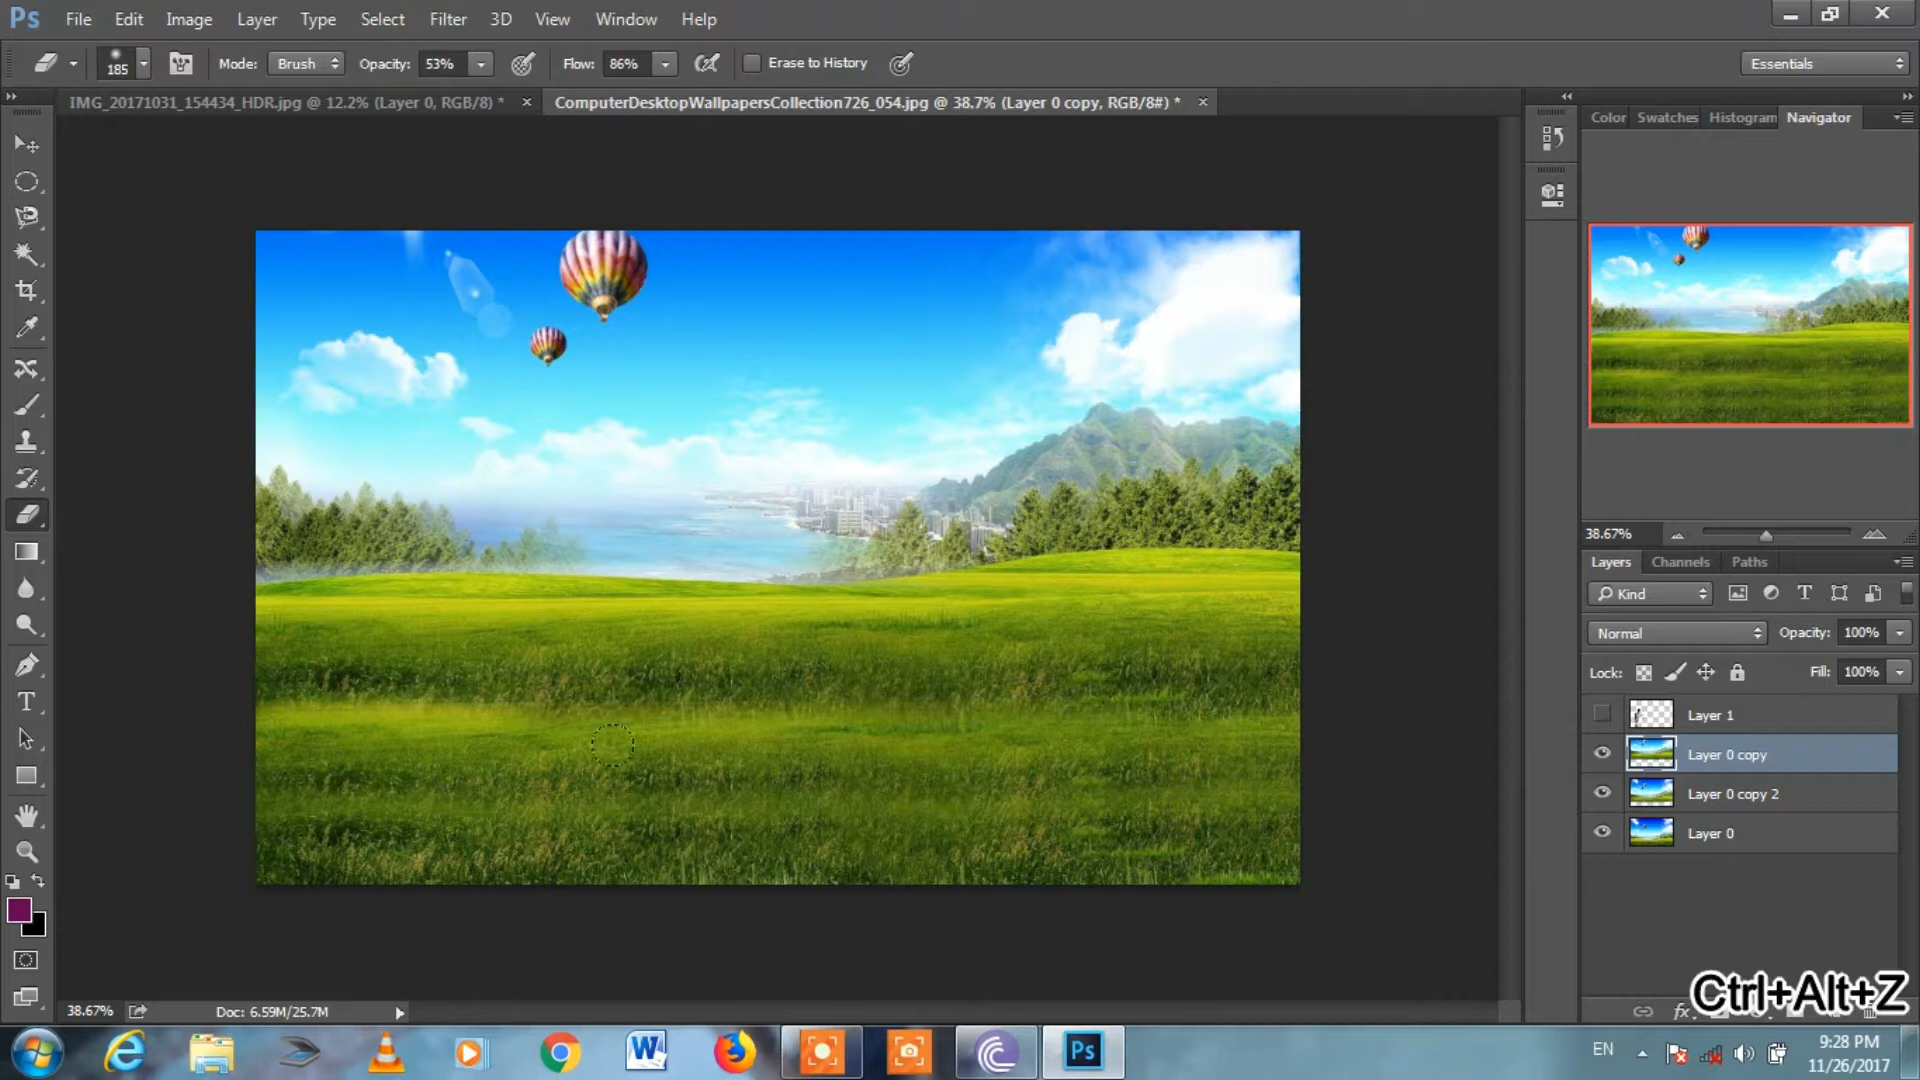 Ps File Edit Image Layer Type Select Filter 3D View Window Help
185 Mode: Brush Opacity: 53% Flow: 86% Erase to History Essentials
IMG_20171031_154434_HDR.jpg @ 12.2% (Layer 0, RGB/8) * × ComputerDesktopWallpapersCollection726_054.jpg @ 38.7% (Layer 0 copy, RGB/8#) * ×
Color Swatches Histogram Navigator
38.67%
Layers Channels Paths
Kind
Normal Opacity: 100%
Lock: Fill: 100%
Layer 1
Layer 0 copy
Layer 0 copy 2
Layer 0
Ctrl+Alt+Z
38.67% Doc: 6.59M/25.7M
EN 9:28 PM
11/26/2017
Ps